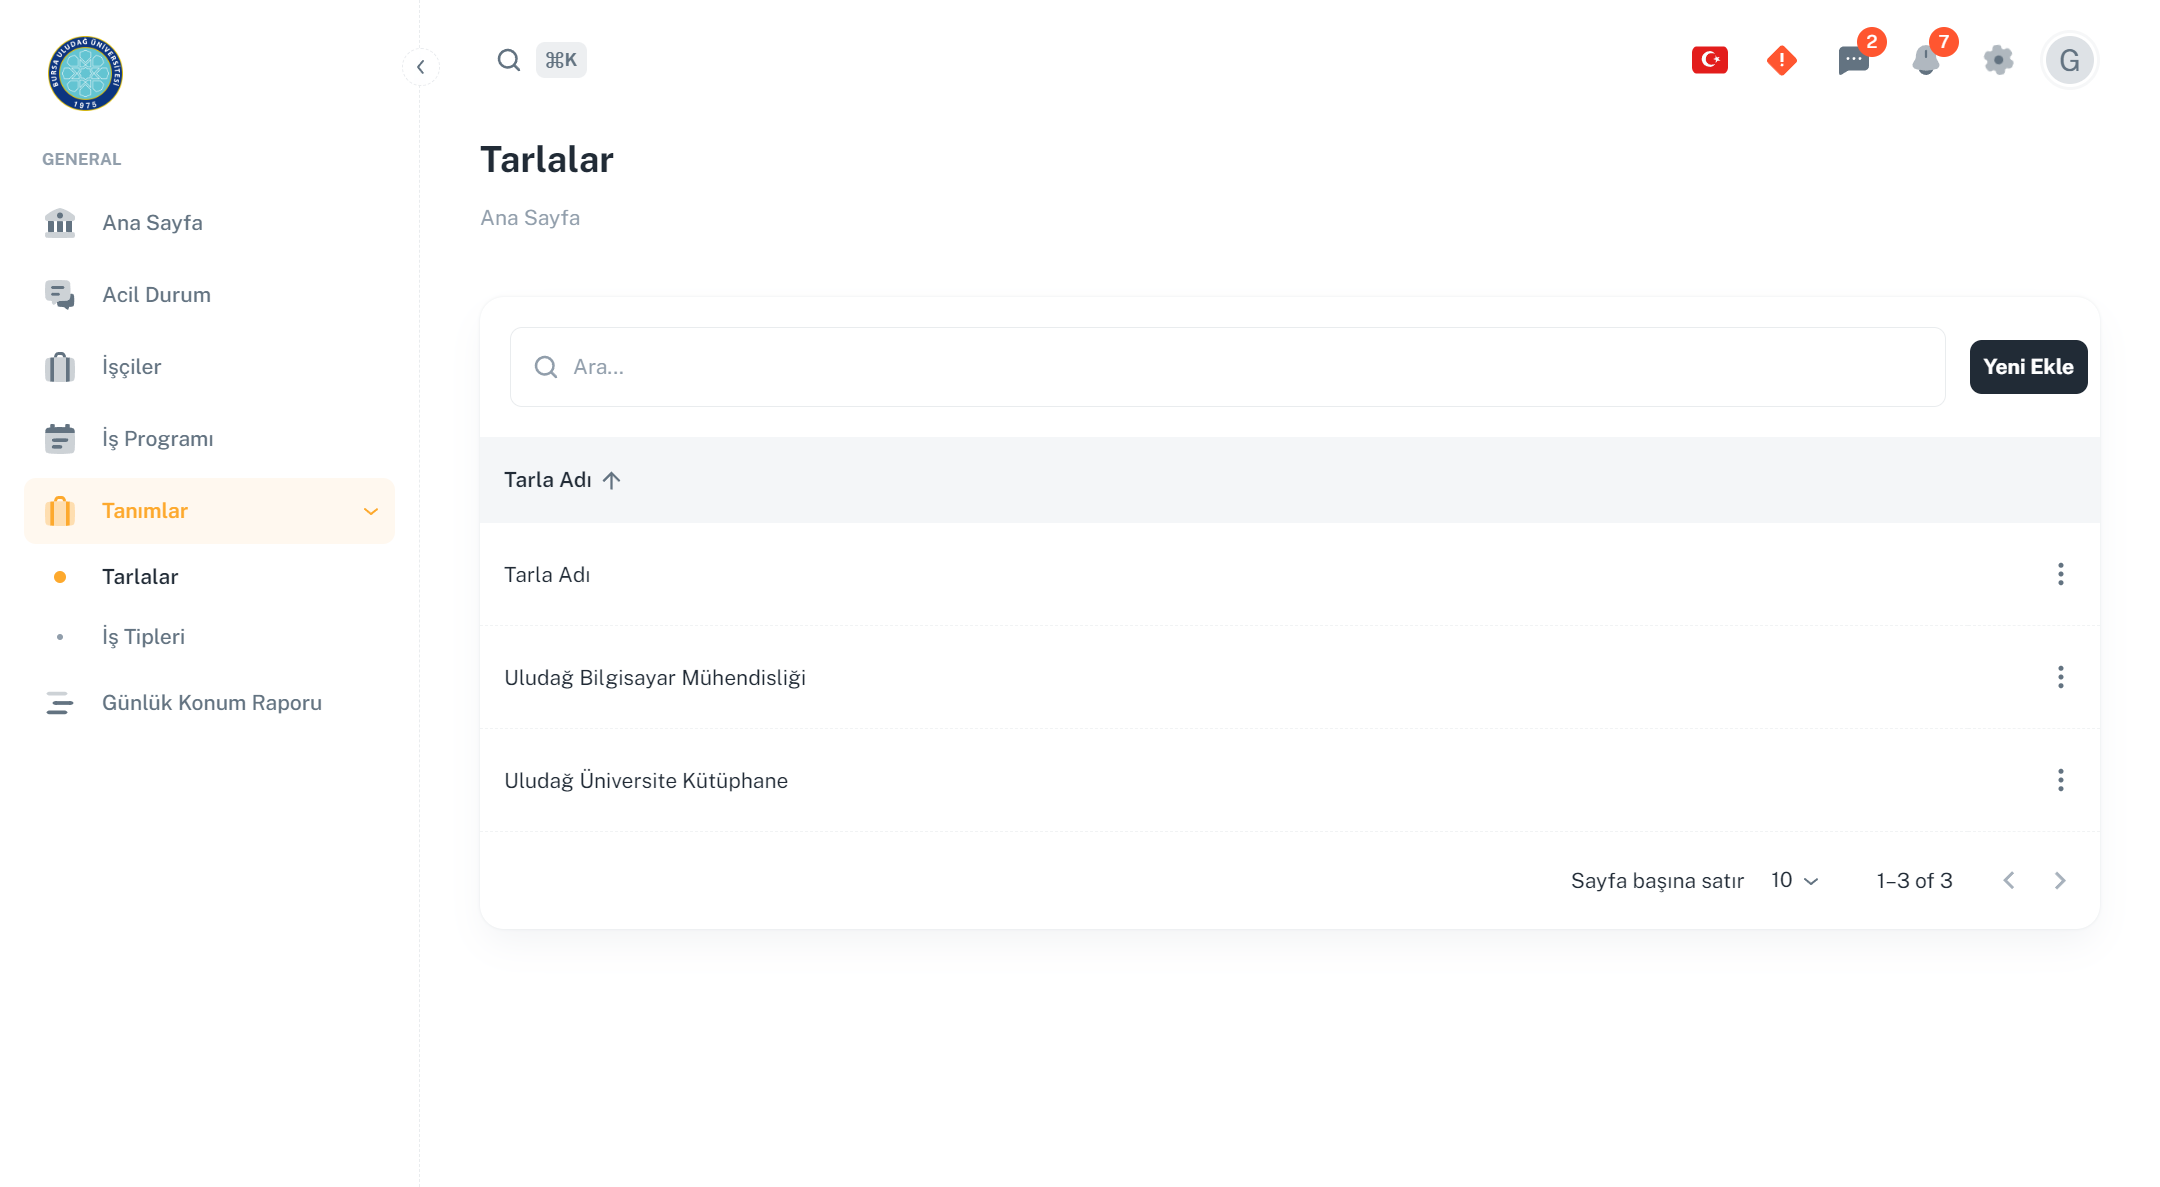 BURSA ULUDAĞ ÜNİVERSİTESİ
1975
⌘K
2
7
G
GENERAL
Ana Sayfa
Acil Durum
İşçiler
İş Programı
Tanımlar
Tarlalar
İş Tipleri
Günlük Konum Raporu
Tarlalar
Ana Sayfa
Ara...
Yeni Ekle
Tarla Adı
Tarla Adı
Uludağ Bilgisayar Mühendisliği
Uludağ Üniversite Kütüphane
Sayfa başına satır 10 1–3 of 3